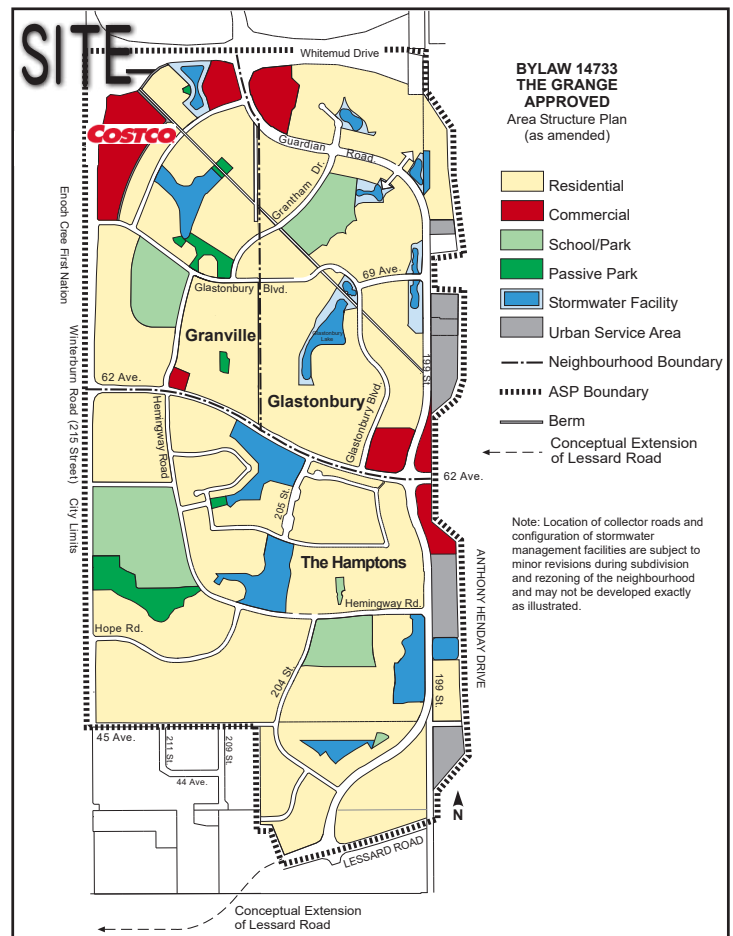 SITE
COSTCO
Whitemud Drive
BYLAW 14733
THE GRANGE
APPROVED
Area Structure Plan
(as amended)
Residential
Commercial
School/Park
Passive Park
Stormwater Facility
Urban Service Area
Neighbourhood Boundary
ASP Boundary
Berm
Conceptual Extension
of Lessard Road
Note: Location of collector roads and
configuration of stormwater
management facilities are subject to
minor revisions during subdivision
and rezoning of the neighbourhood
and may not be developed exactly
as illustrated.
Guardian Road
Grantham Dr.
Enoch Cree First Nation
69 Ave.
Glastonbury Blvd.
Glastonbury
Lake
Granville
199 St.
62 Ave.
Glastonbury
Glastonbury Blvd.
Winterburn Road (215 Street) City Limits
Hemingway Road
62 Ave.
205 St.
The Hamptons
Hemingway Rd.
ANTHONY HENDAY DRIVE
Hope Rd.
204 St.
199 St.
45 Ave.
211 St.
209 St.
44 Ave.
N
LESSARD ROAD
Conceptual Extension
of Lessard Road